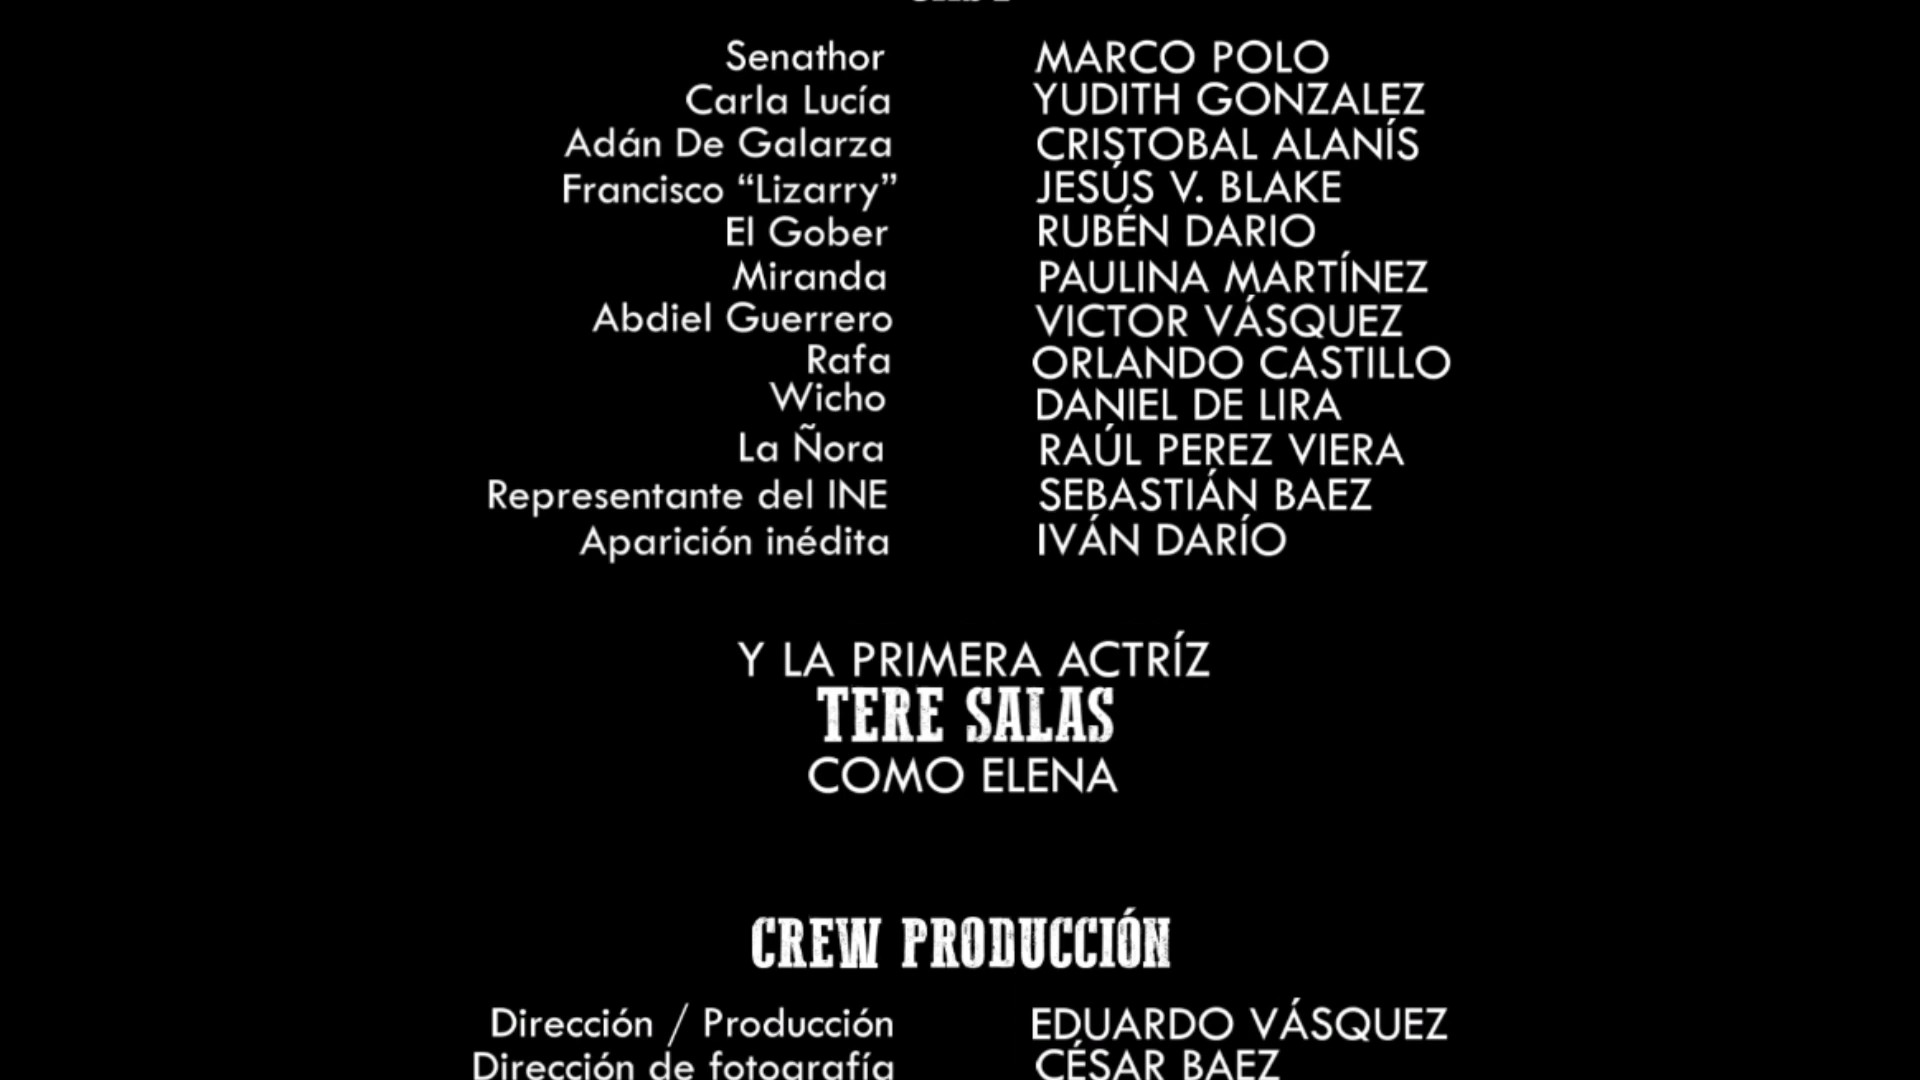 Senathor MARCO POLO
Carla Lucía YUDITH GONZALEZ
Adán De Galarza CRISTOBAL ALANÍS
Francisco “Lizarry” JESÚS V. BLAKE
El Gober RUBÉN DARIO
Miranda PAULINA MARTÍNEZ
Abdiel Guerrero VICTOR VÁSQUEZ
Rafa ORLANDO CASTILLO
Wicho DANIEL DE LIRA
La Ñora RAÚL PEREZ VIERA
Representante del INE SEBASTIÁN BAEZ
Aparición inédita IVÁN DARÍO
Y LA PRIMERA ACTRÍZ
TERE SALAS
COMO ELENA
CREW PRODUCCIÓN
Dirección / Producción EDUARDO VÁSQUEZ
Dirección de fotografía CÉSAR BAEZ